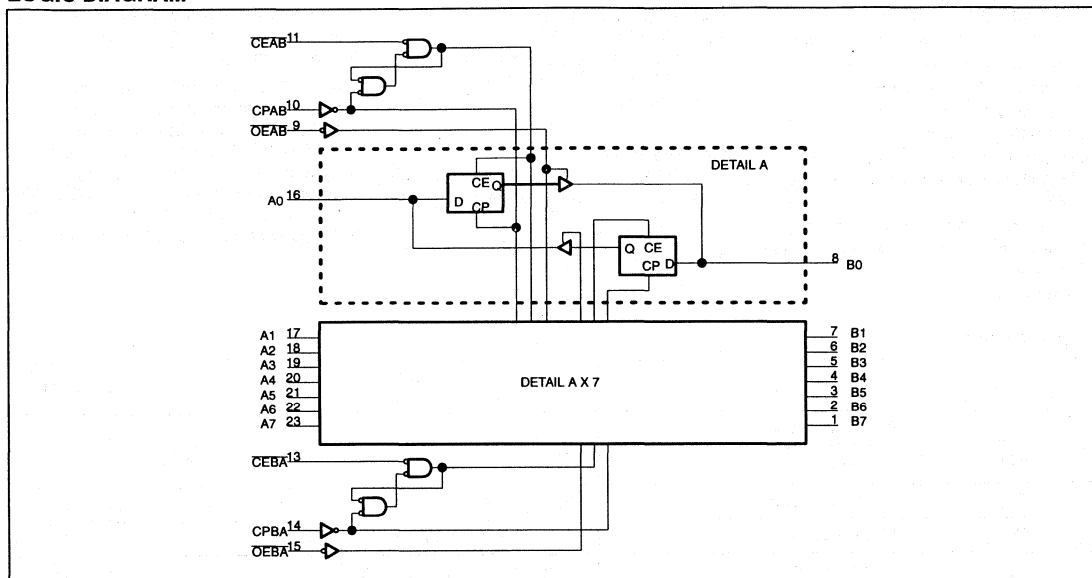 CEAB 11
CPAB 10
OEAB 9
DETAIL A
A0 16
CE Q
D
CP
Q CE
CP D
8 B0
A1 17
A2 18
A3 19
A4 20
A5 21
A6 22
A7 23
DETAIL A X 7
7 B1
6 B2
5 B3
4 B4
3 B5
2 B6
1 B7
CEBA 13
CPBA 14
OEBA 15